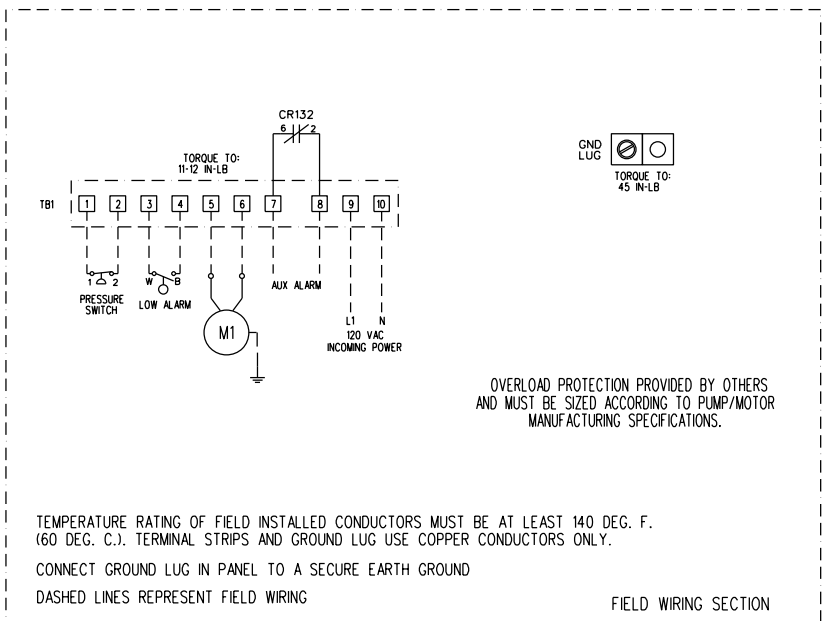 CR132
6 2
TORQUE TO:
11-12 IN-LB
GND
LUG
TORQUE TO:
45 IN-LB
TB1
1 2 3 4 5 6 7 8 9 10
1 2
PRESSURE
SWITCH
W B
LOW ALARM
M1
AUX ALARM
L1 N
120 VAC
INCOMING POWER
OVERLOAD PROTECTION PROVIDED BY OTHERS
AND MUST BE SIZED ACCORDING TO PUMP/MOTOR
MANUFACTURING SPECIFICATIONS.
TEMPERATURE RATING OF FIELD INSTALLED CONDUCTORS MUST BE AT LEAST 140 DEG. F.
(60 DEG. C.). TERMINAL STRIPS AND GROUND LUG USE COPPER CONDUCTORS ONLY.
CONNECT GROUND LUG IN PANEL TO A SECURE EARTH GROUND
DASHED LINES REPRESENT FIELD WIRING
FIELD WIRING SECTION